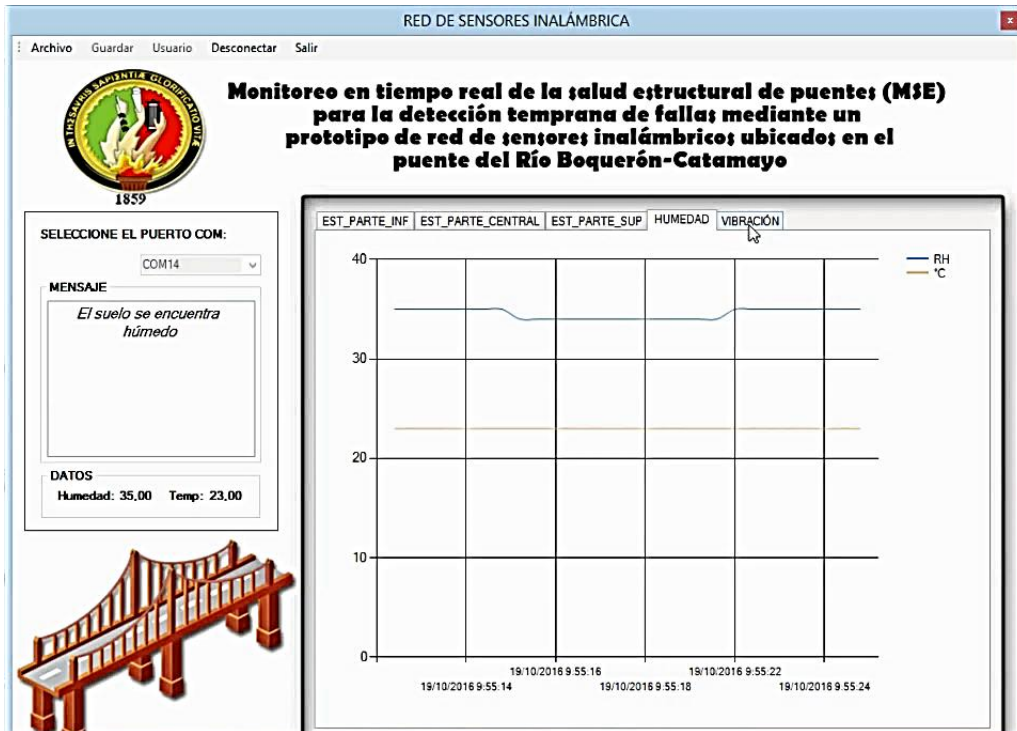 RED DE SENSORES INALÁMBRICA
x
Archivo Guardar Usuario Desconectar Salir
IN THESAVRIS SAPIENTIÆ GLORIFICATIO VITÆ
1859
Monitoreo en tiempo real de la salud estructural de puentes (MSE)
para la detección temprana de fallas mediante un
prototipo de red de sensores inalámbricos ubicados en el
puente del Río Boquerón-Catamayo
SELECCIONE EL PUERTO COM:
COM14
MENSAJE
El suelo se encuentra
húmedo
DATOS
Humedad: 35,00 Temp: 23,00
EST_PARTE_INF EST_PARTE_CENTRAL EST_PARTE_SUP HUMEDAD VIBRACIÓN
RH
°C
40
30
20
10
0
19/10/2016 9:55:16 19/10/2016 9:55:22
19/10/2016 9:55:14 19/10/2016 9:55:18 19/10/2016 9:55:24